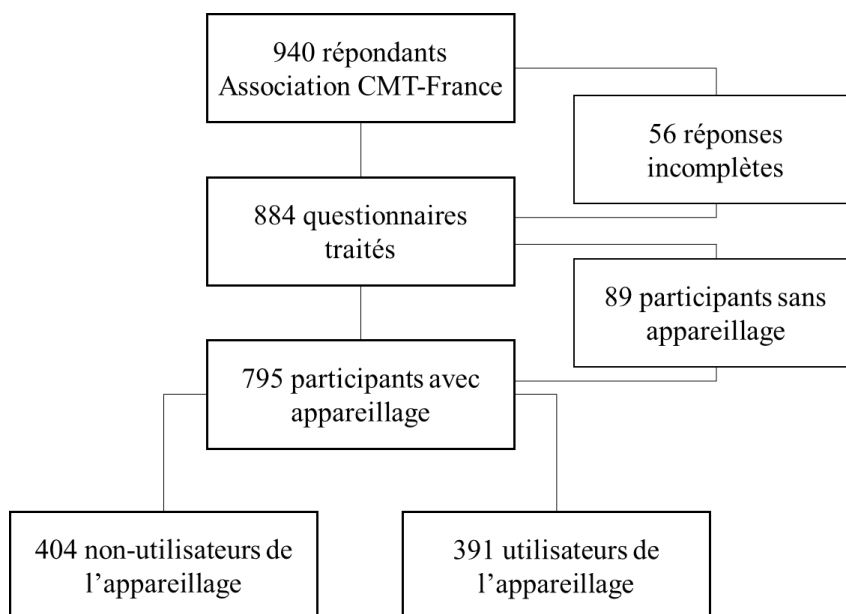 940 répondants
Association CMT-France
56 réponses
incomplètes
884 questionnaires
traités
89 participants sans
appareillage
795 participants avec
appareillage
404 non-utilisateurs de
l’appareillage
391 utilisateurs de
l’appareillage